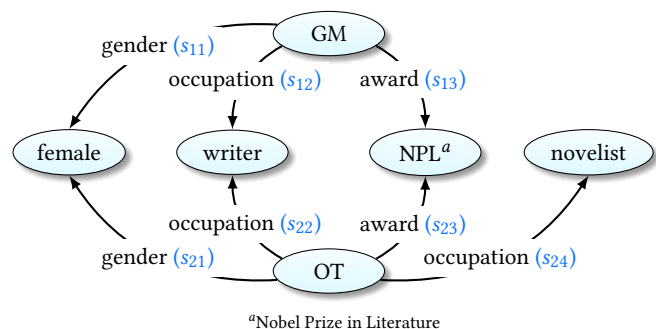 GM
gender (s11)
occupation (s12) award (s13)
female writer NPLᵃ novelist
occupation (s22) award (s23)
gender (s21) occupation (s24)
OT
ᵃNobel Prize in Literature